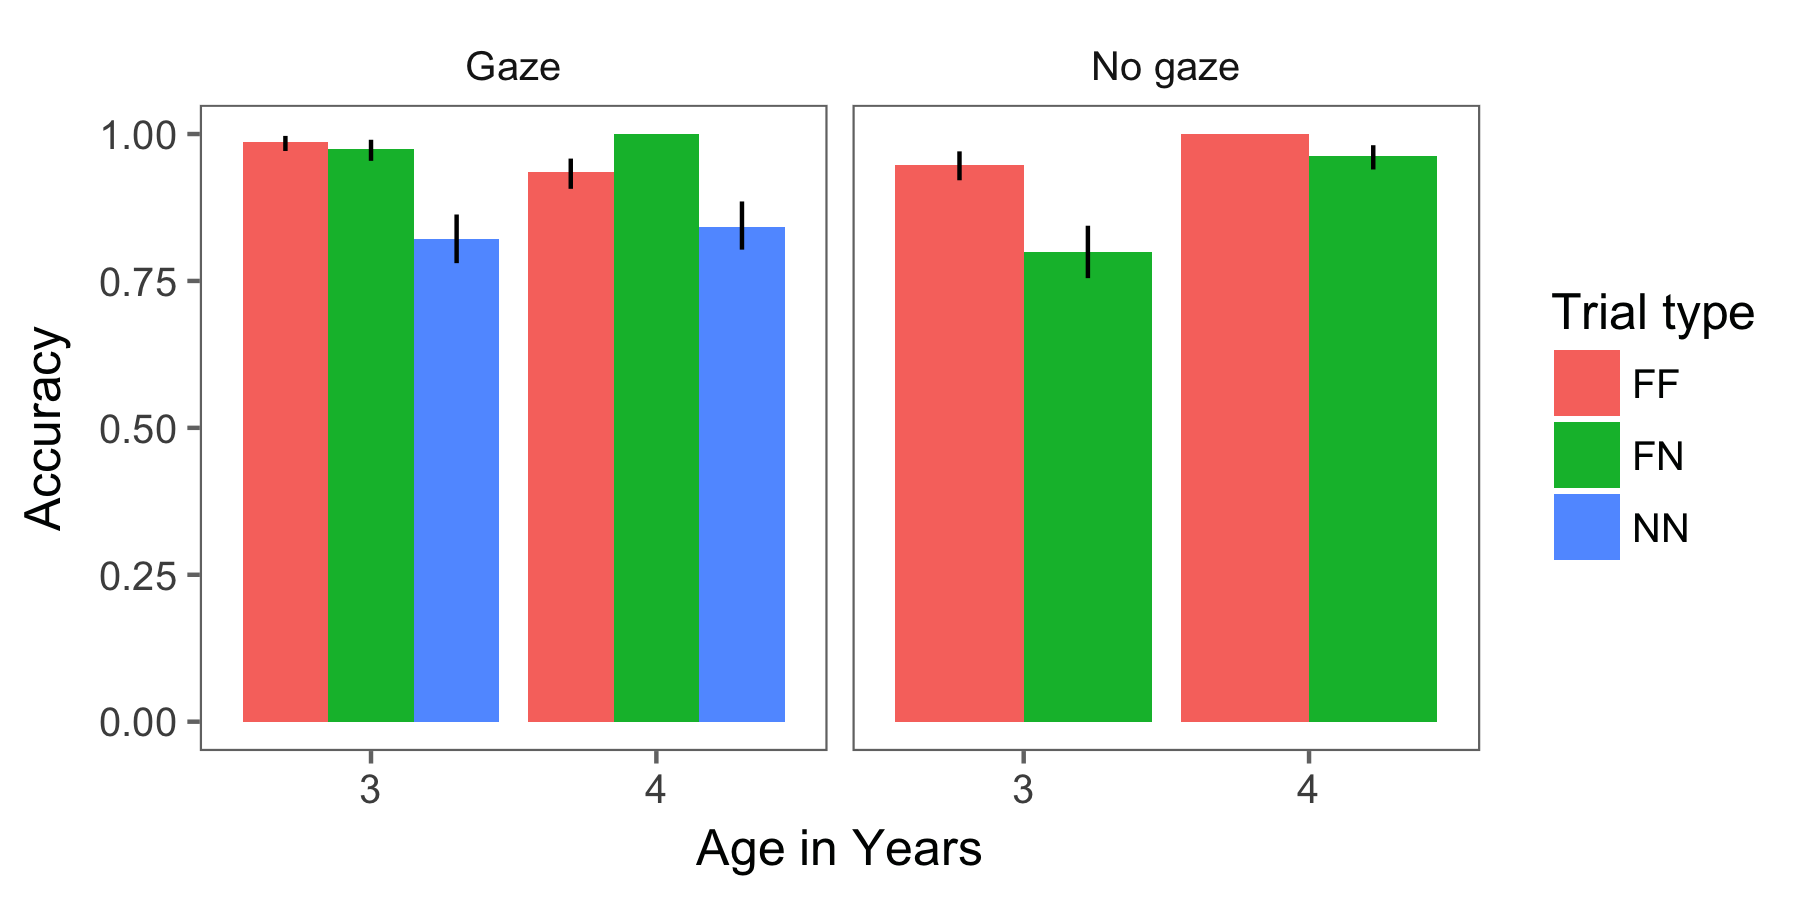 Gaze
No gaze
1.00
0.75
0.50
0.25
0.00
Accuracy
3
4
3
4
Age in Years
Trial type
FF
FN
NN